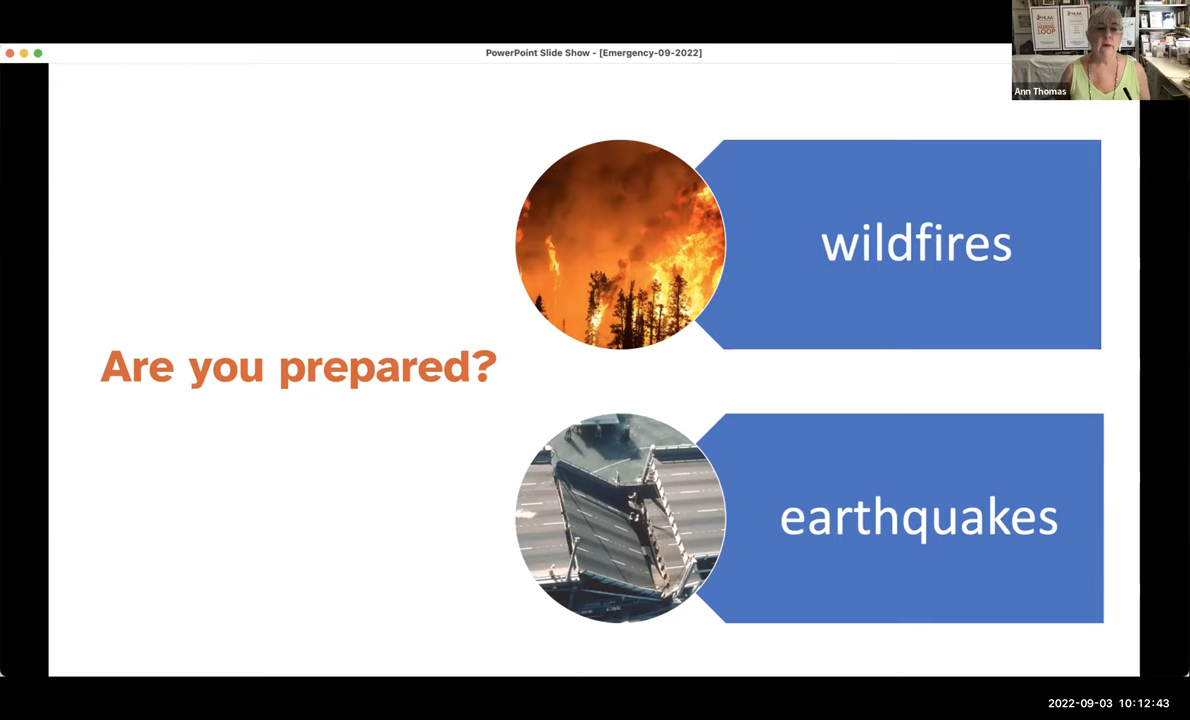 PowerPoint Slide Show - [Emergency-09-2022]
Ann Thomas
wildfires
Are you prepared?
earthquakes
2022-09-03 10:12:43